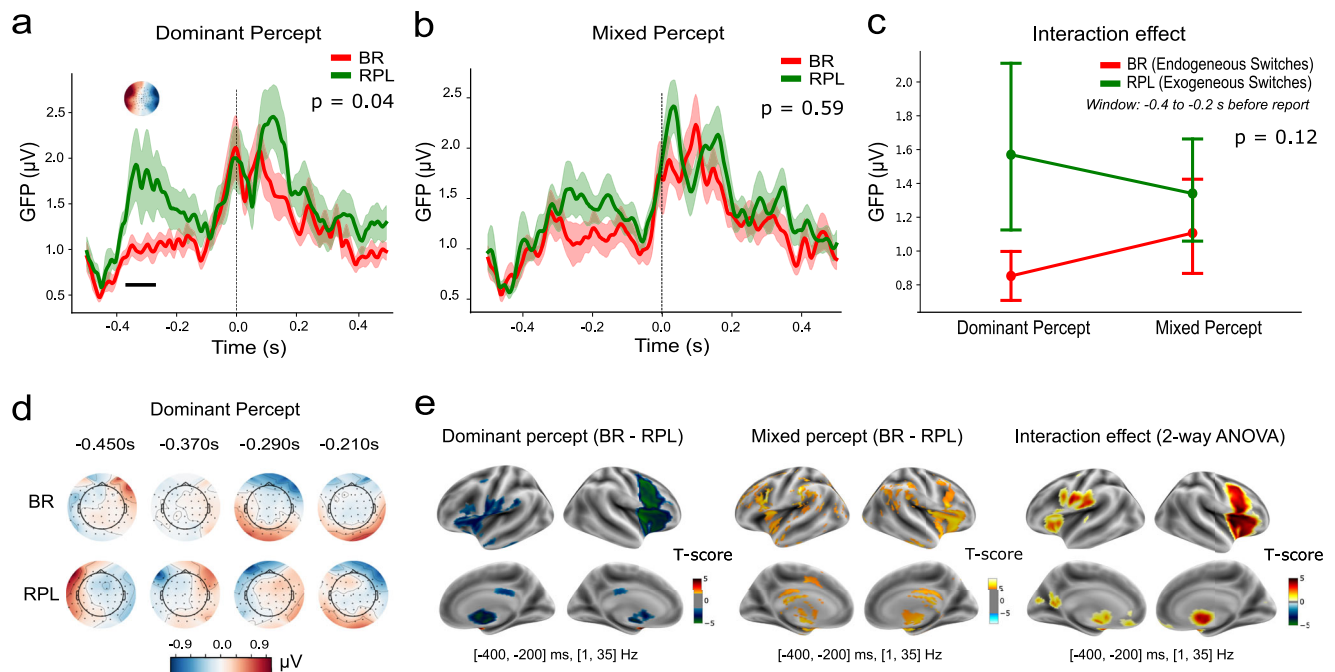 a
Dominant Percept
BR
RPL
p = 0.04
GFP (μV)
2.5
2.0
1.5
1.0
0.5
-0.4
-0.2
0.0
0.2
0.4
Time (s)
b
Mixed Percept
BR
RPL
p = 0.59
GFP (μV)
2.5
2.0
1.5
1.0
0.5
-0.4
-0.2
0.0
0.2
0.4
Time (s)
c
Interaction effect
BR (Endogeneous Switches)
RPL (Exogeneous Switches)
Window: -0.4 to -0.2 s before report
p = 0.12
GFP (μV)
2.0
1.8
1.6
1.4
1.2
1.0
0.8
Dominant Percept
Mixed Percept
d
Dominant Percept
-0.450s -0.370s -0.290s -0.210s
BR
RPL
-0.9 0.0 0.9
μV
e
Dominant percept (BR - RPL)
T-score
5
-5
[-400, -200] ms, [1, 35] Hz
Mixed percept (BR - RPL)
T-score
5
-5
[-400, -200] ms, [1, 35] Hz
Interaction effect (2-way ANOVA)
T-score
5
-5
[-400, -200] ms, [1, 35] Hz